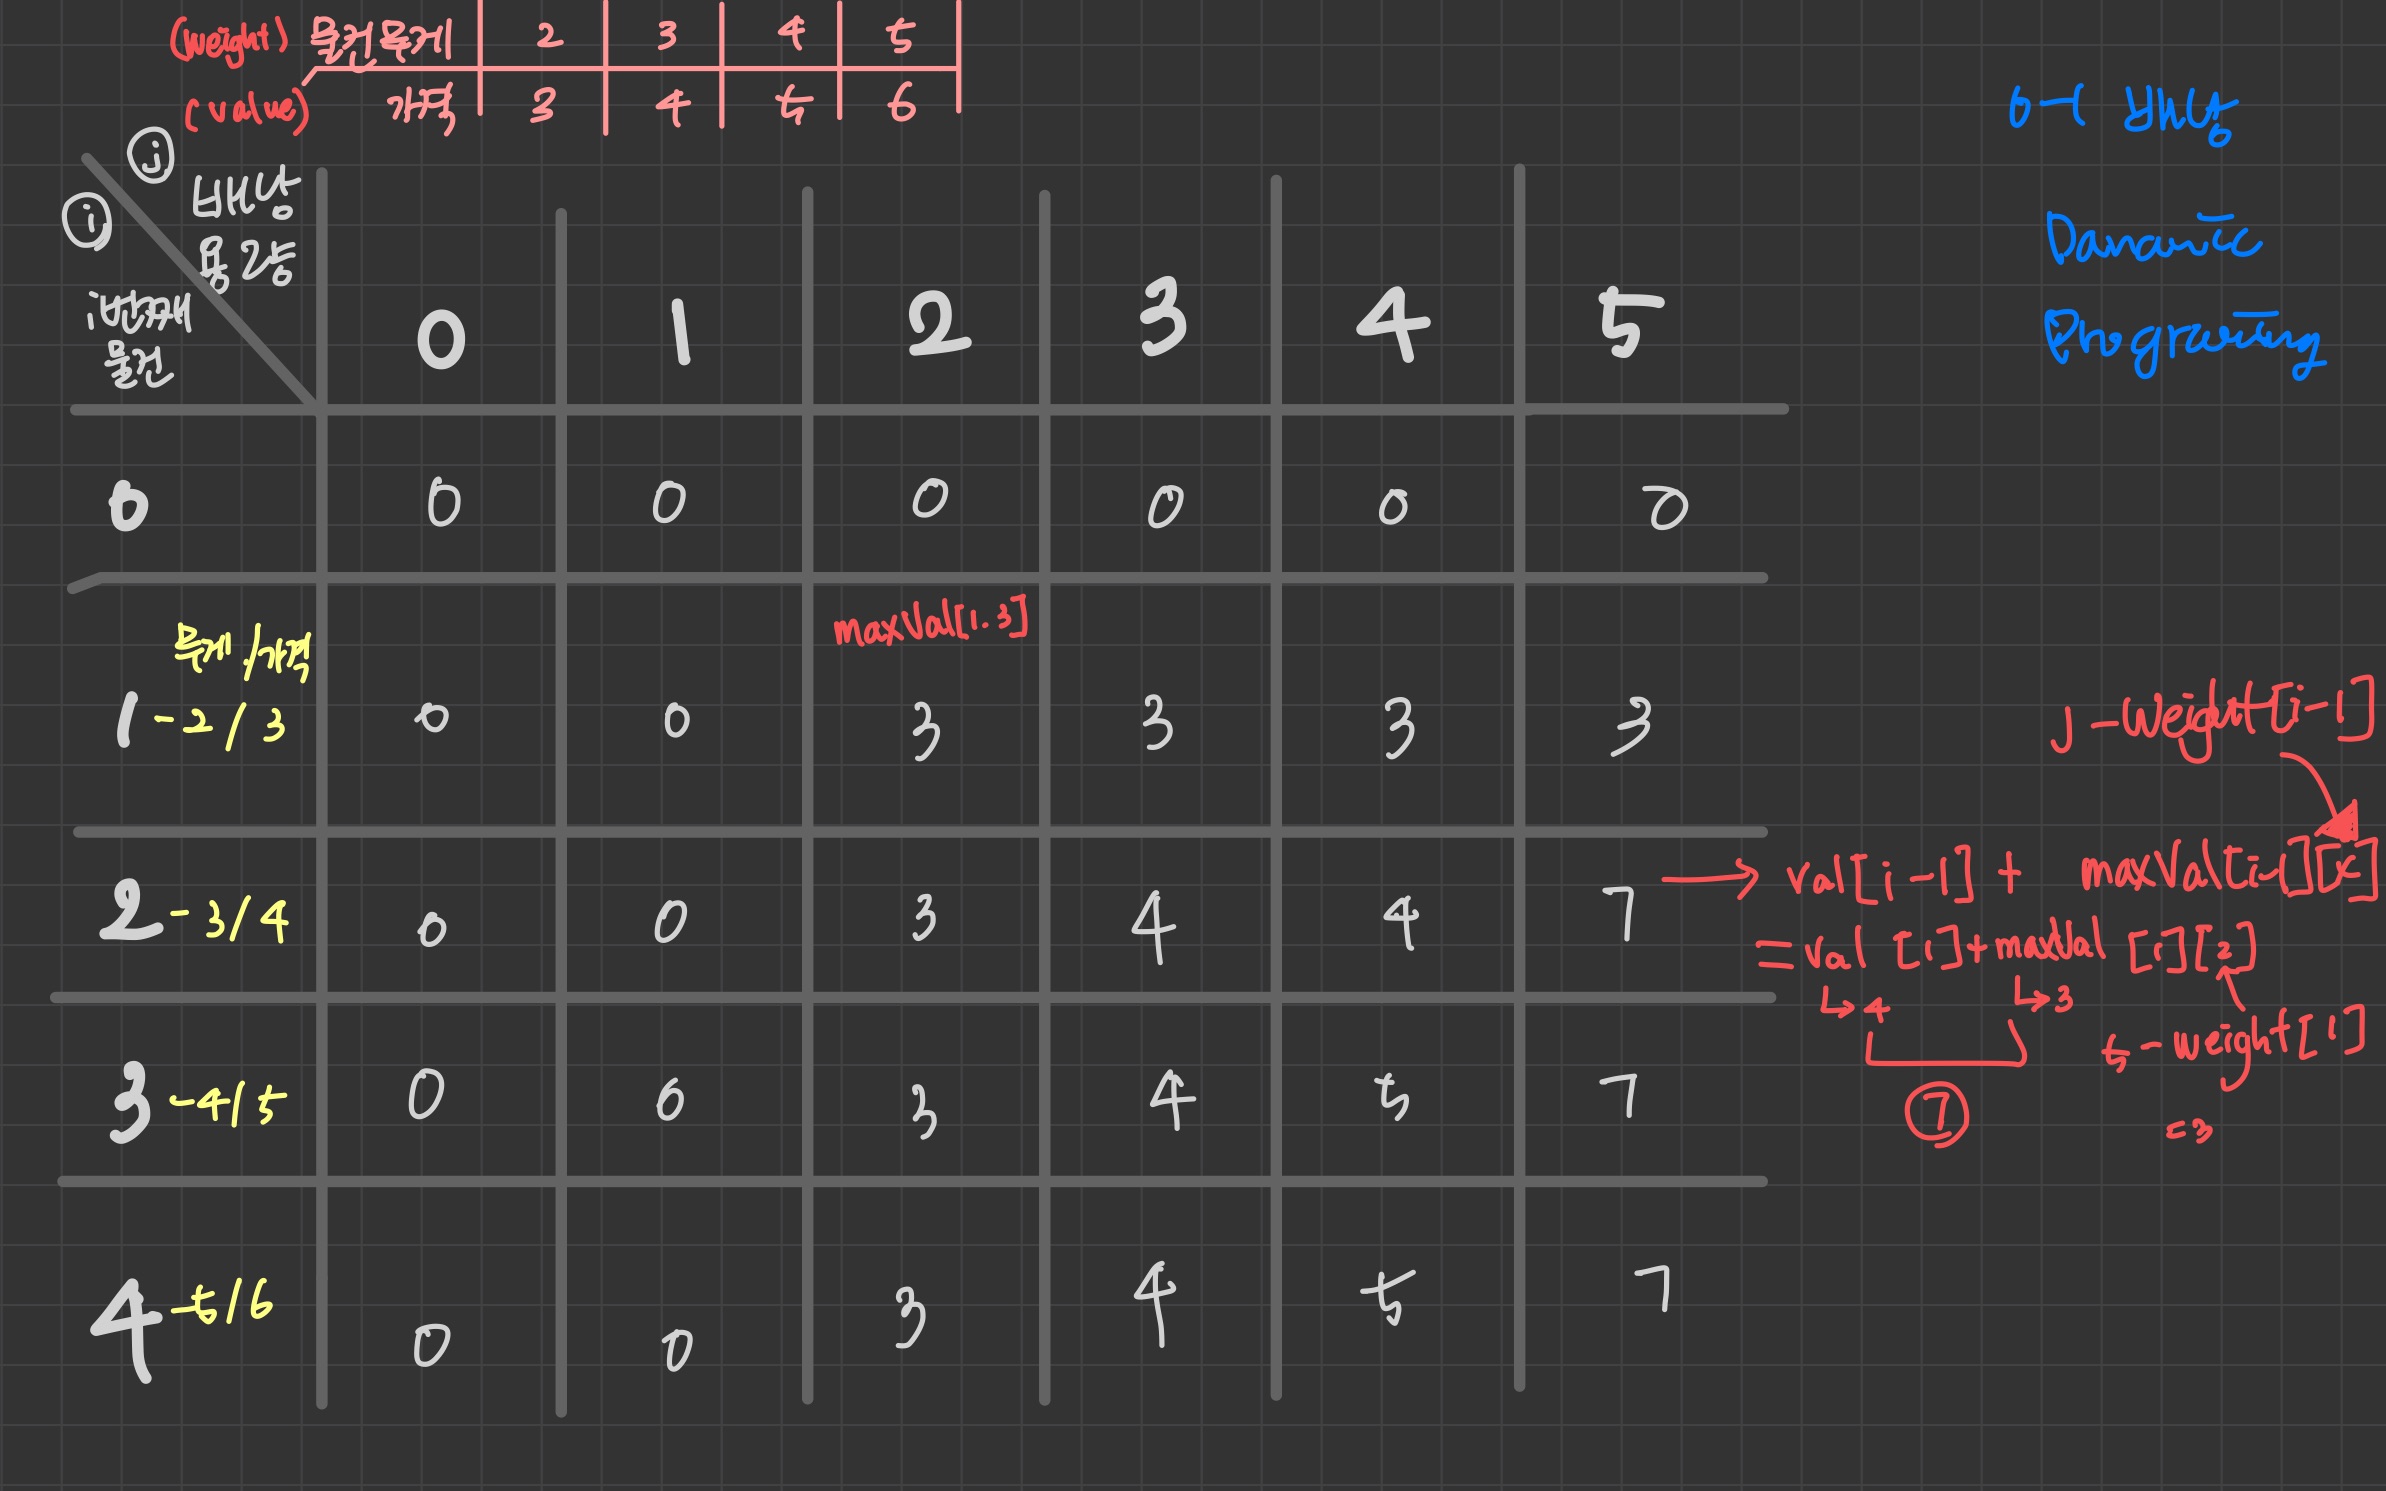 (weight) 물건무게 2 3 4 5
(value) 가격 3 4 5 6
0-1 배낭
Danamic
Programing
j 배낭
용량
i
i번째
물건
0 1 2 3 4 5
0 0 0 0 0 0 0
무게/가격
maxVal[1.3]
1 - 2/3 0 0 3 3 3 3
j-Weight[i-1]
2 - 3/4 0 0 3 4 4 7 → val[i-1] + maxVal[i-1][x]
= val [1]+maxVal [1][2]
↳4 ↳3
5-weight[1]
3 - 4/5 0 0 3 4 5 7
⑦ =3
4 - 5/6 0 0 3 4 5 7